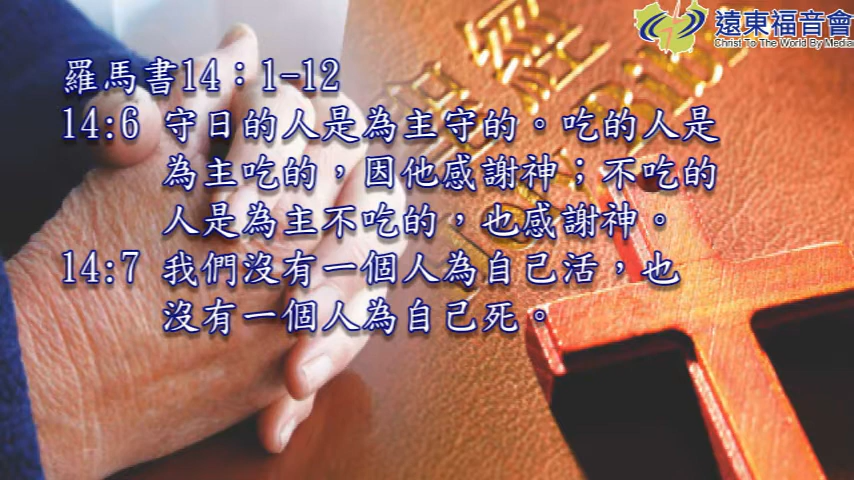 遠東福音會
Christ To The World By Media
聖經
HOLY BIBLE
羅馬書14：1-12
14:6 守日的人是為主守的。吃的人是
為主吃的，因他感謝神；不吃的
人是為主不吃的，也感謝神。
14:7 我們沒有一個人為自己活，也
沒有一個人為自己死。